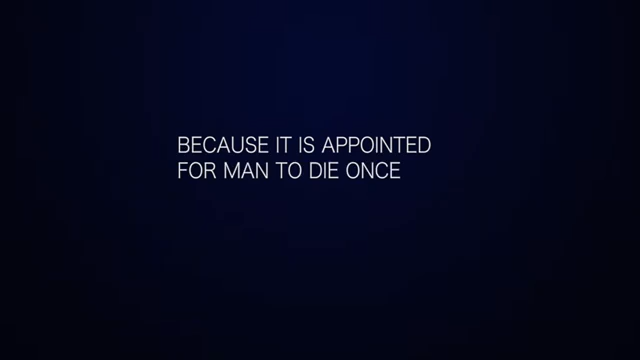 BECAUSE IT IS APPOINTED
FOR MAN TO DIE ONCE